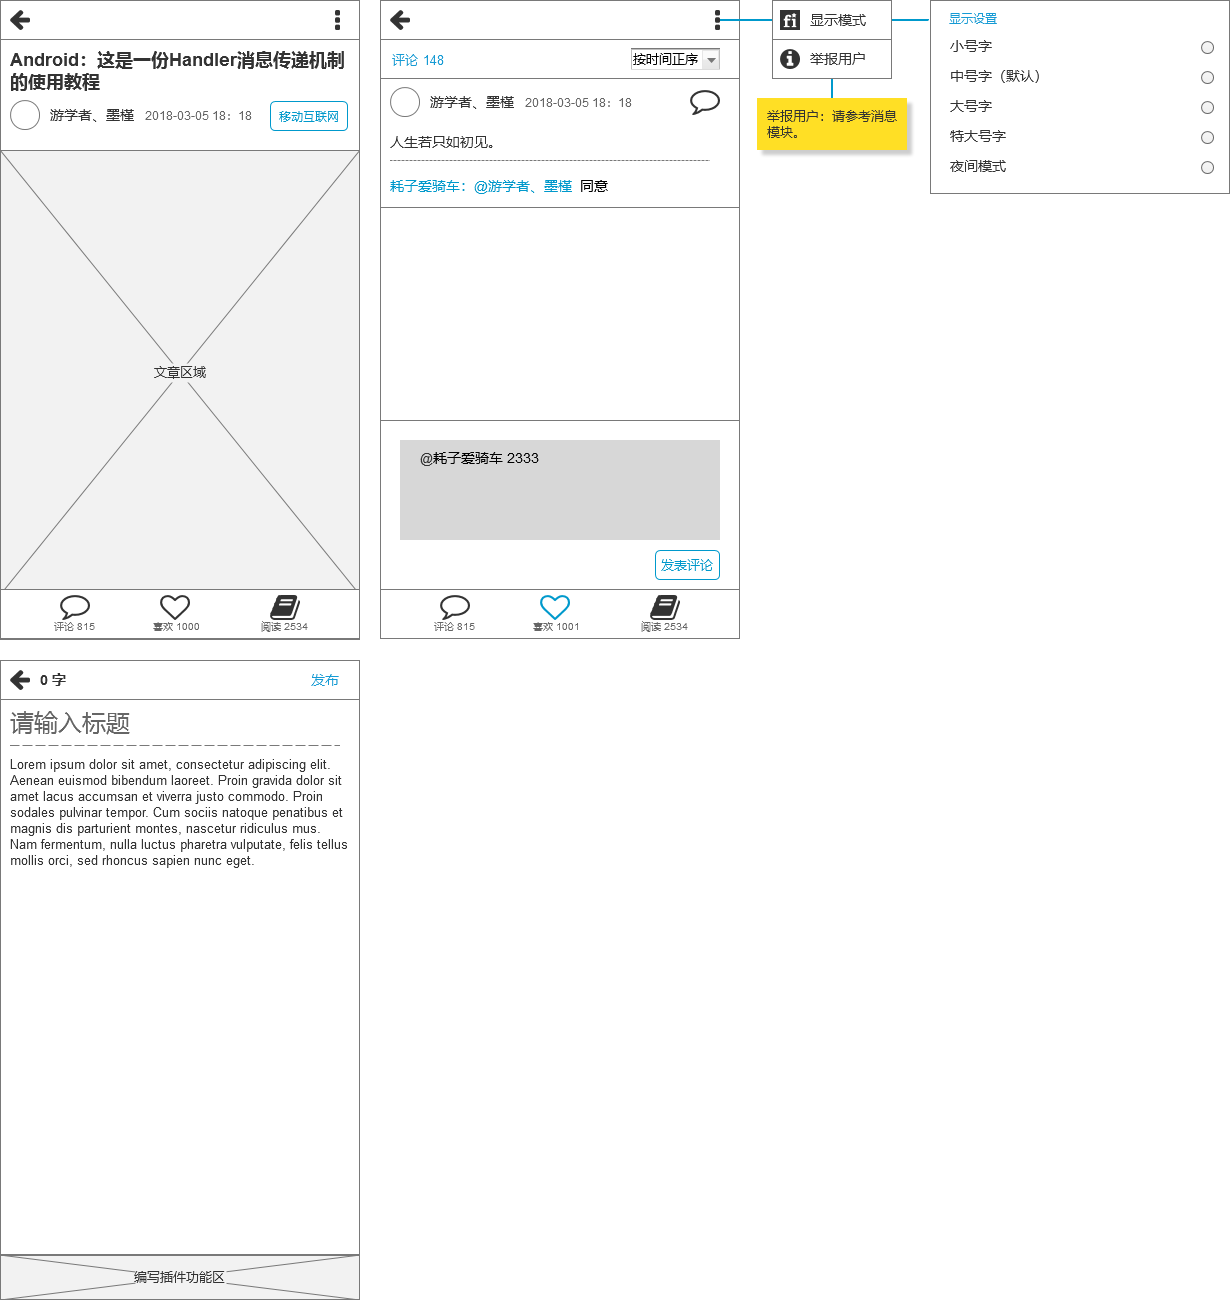 Android：这是一份Handler消息传递机制
的使用教程
游学者、墨槿 2018-03-05 18：18 移动互联网
文章区域
评论 815 喜欢 1000 阅读 2534
评论 148 按时间正序
游学者、墨槿 2018-03-05 18：18
人生若只如初见。
耗子爱骑车：@游学者、墨槿 同意
@耗子爱骑车 2333
发表评论
评论 815 喜欢 1001 阅读 2534
显示模式
举报用户
举报用户：请参考消息
模块。
显示设置
小号字
中号字（默认）
大号字
特大号字
夜间模式
0 字 发布
请输入标题
Lorem ipsum dolor sit amet, consectetur adipiscing elit.
Aenean euismod bibendum laoreet. Proin gravida dolor sit
amet lacus accumsan et viverra justo commodo. Proin
sodales pulvinar tempor. Cum sociis natoque penatibus et
magnis dis parturient montes, nascetur ridiculus mus.
Nam fermentum, nulla luctus pharetra vulputate, felis tellus
mollis orci, sed rhoncus sapien nunc eget.
编写插件功能区